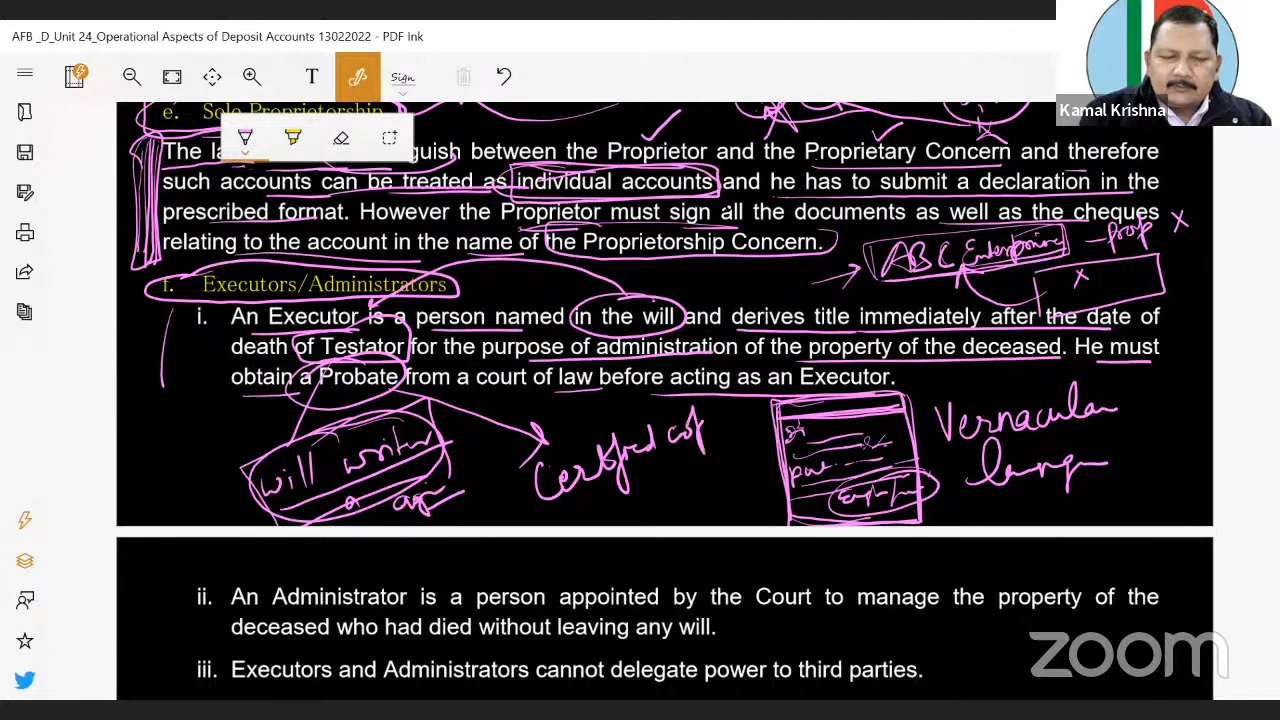 AFB _D_Unit 24_Operational Aspects of Deposit Accounts 13022022 - PDF Ink
T
Sign
Kamal Krishna
e. Sole Proprietorship
The la guish between the Proprietor and the Proprietary Concern and therefore
such accounts can be treated as individual accounts and he has to submit a declaration in the
prescribed format. However the Proprietor must sign all the documents as well as the cheques
relating to the account in the name of the Proprietorship Concern.
ABC Enterprises - prop X
X
f. Executors/Administrators
i. An Executor is a person named in the will and derives title immediately after the date of
death of Testator for the purpose of administration of the property of the deceased. He must
obtain a Probate from a court of law before acting as an Executor.
will writer
Certified
Vernacular
ii. An Administrator is a person appointed by the Court to manage the property of the
deceased who had died without leaving any will.
iii. Executors and Administrators cannot delegate power to third parties.
zoom